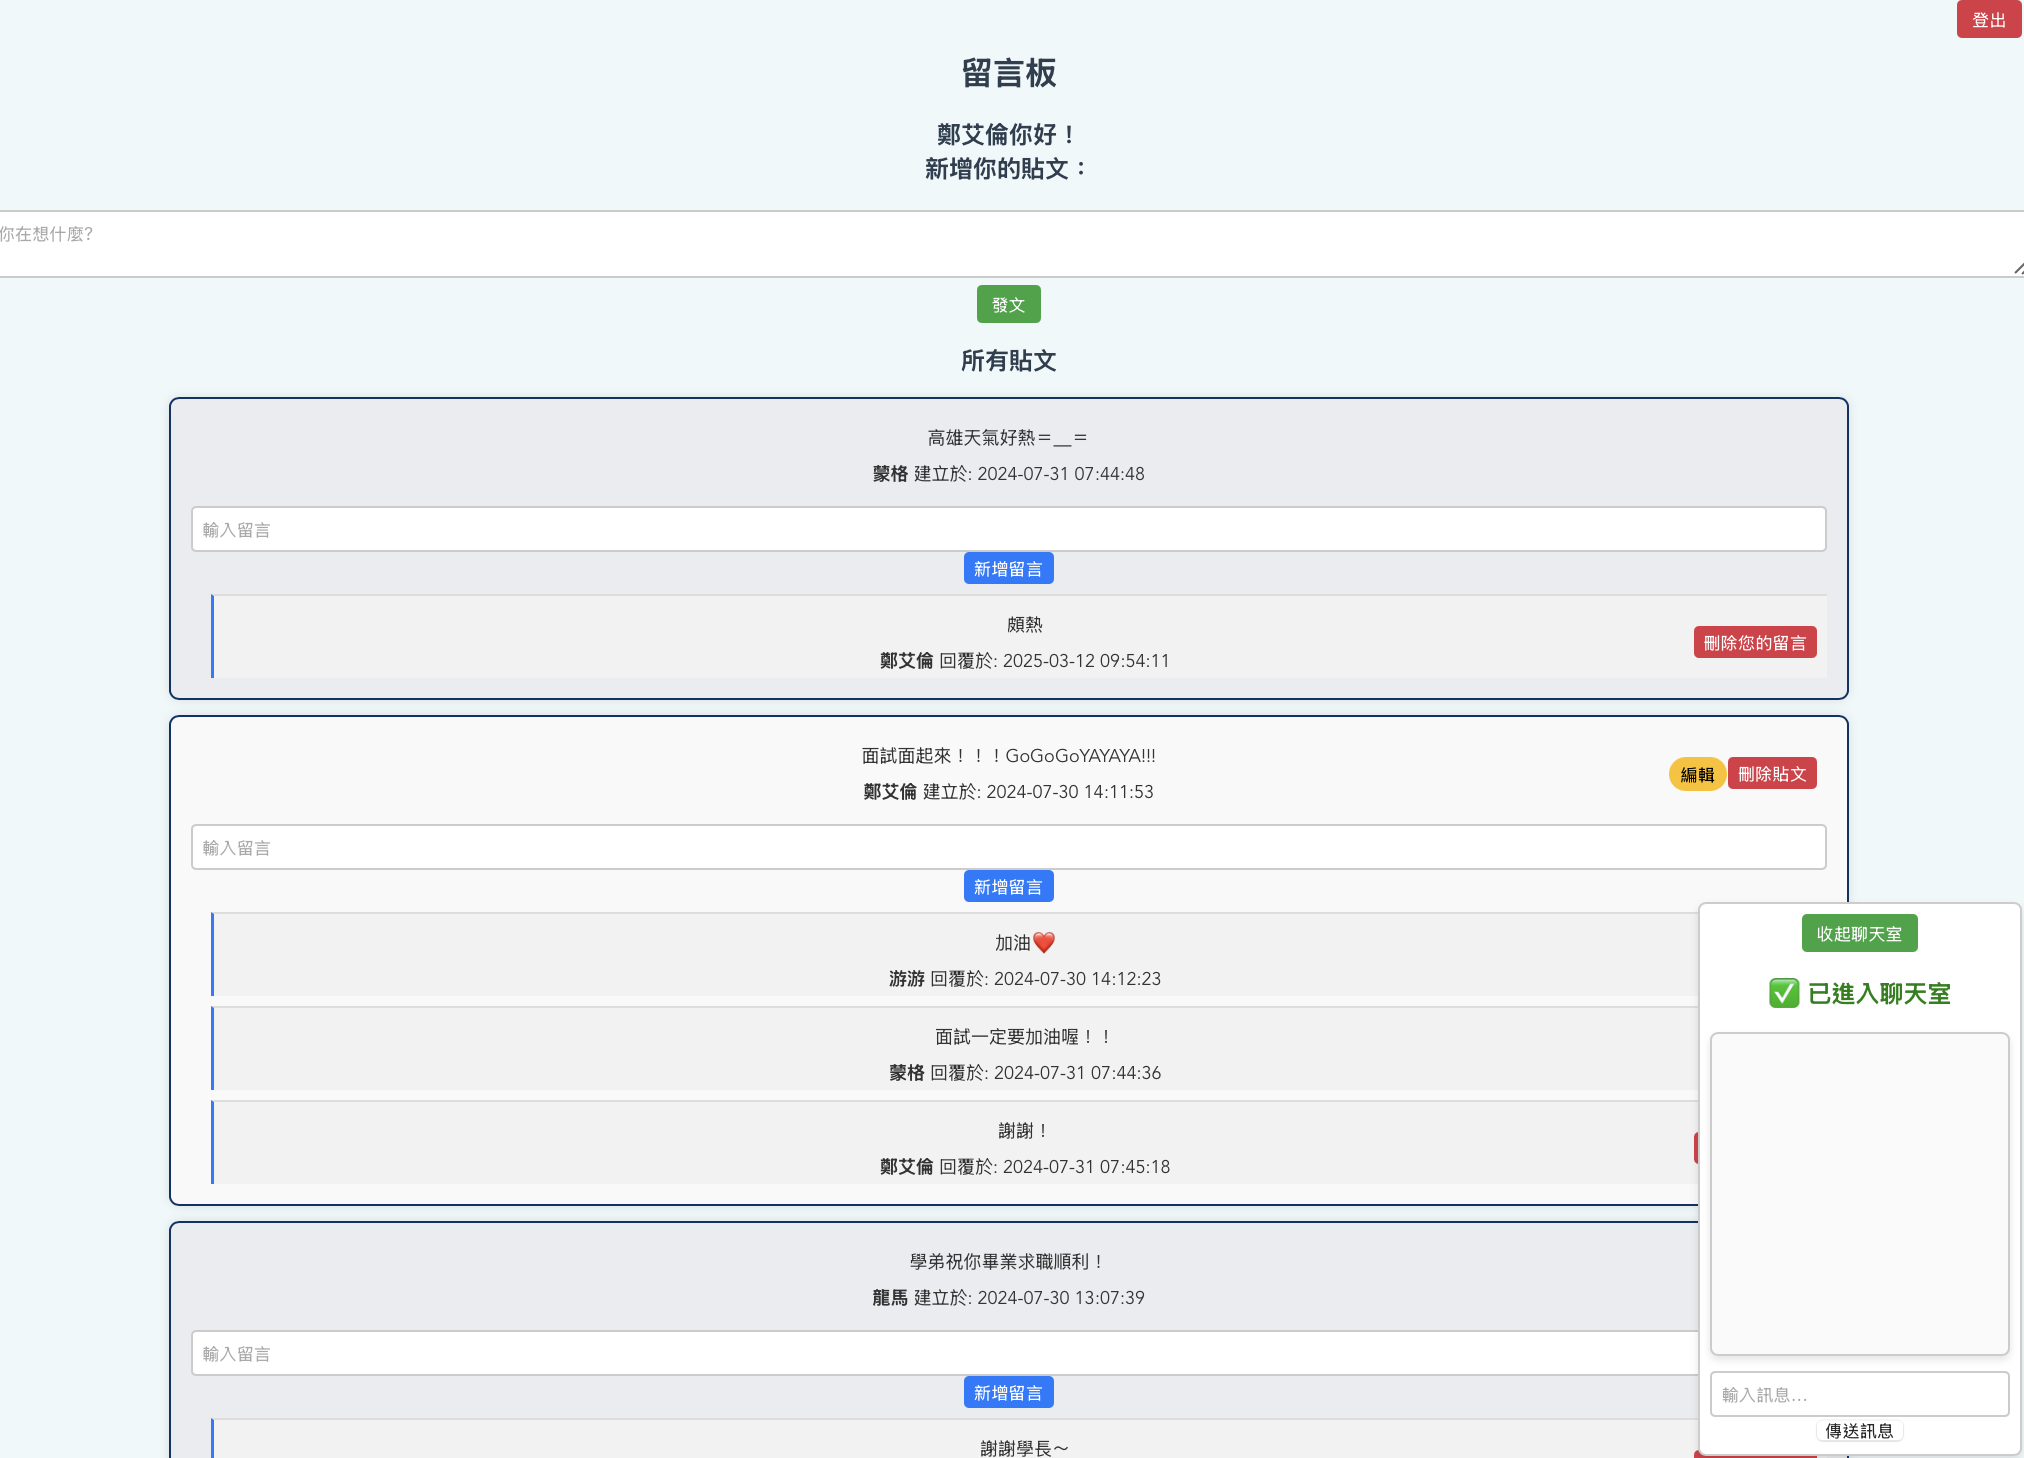 登出
留言板
鄭艾倫你好！
新增你的貼文：
你在想什麼?
發文
所有貼文
高雄天氣好熱＝__＝
蒙格 建立於: 2024-07-31 07:44:48
輸入留言
新增留言
頗熱
鄭艾倫 回覆於: 2025-03-12 09:54:11
刪除您的留言
面試面起來！！！GoGoGoYAYAYA!!!
鄭艾倫 建立於: 2024-07-30 14:11:53
編輯 刪除貼文
輸入留言
新增留言
加油❤️
游游 回覆於: 2024-07-30 14:12:23
面試一定要加油喔！！
蒙格 回覆於: 2024-07-31 07:44:36
謝謝！
鄭艾倫 回覆於: 2024-07-31 07:45:18
學弟祝你畢業求職順利！
龍馬 建立於: 2024-07-30 13:07:39
輸入留言
新增留言
謝謝學長～
收起聊天室
✅ 已進入聊天室
輸入訊息...
傳送訊息